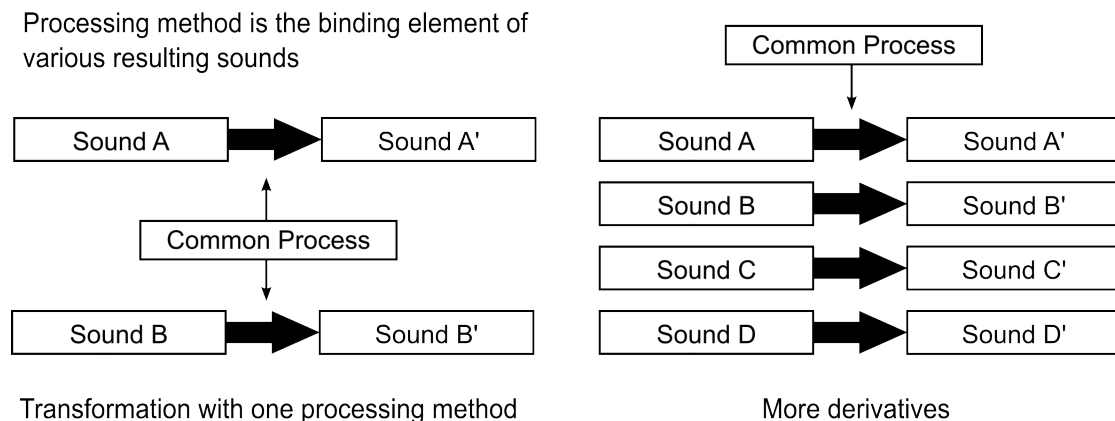 Processing method is the binding element of
various resulting sounds
Sound A
Sound A'
Common Process
Sound B
Sound B'
Transformation with one processing method
Common Process
Sound A
Sound A'
Sound B
Sound B'
Sound C
Sound C'
Sound D
Sound D'
More derivatives